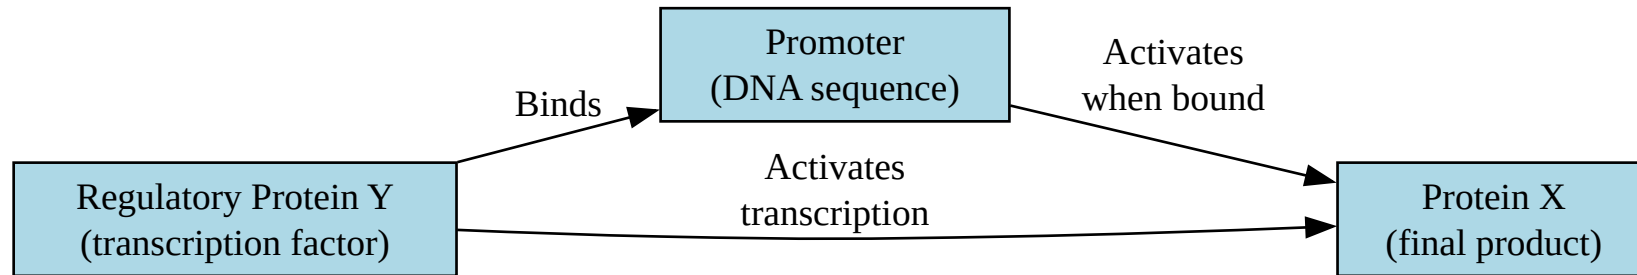 Promoter
(DNA sequence)
Activates
when bound
Binds
Activates
transcription
Regulatory Protein Y
(transcription factor)
Protein X
(final product)